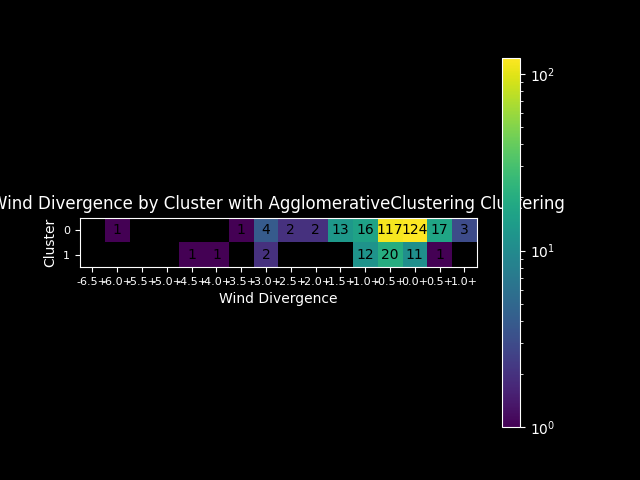 Wind Divergence by Cluster with AgglomerativeClustering Clustering
Cluster
0 1 1 4 2 2 13 16 117 124 17 3
1 1 1 2 12 20 11 1
-6.5+ -6.0+ -5.5+ -5.0+ -4.5+ -4.0+ -3.5+ -3.0+ -2.5+ -2.0+ -1.5+ -1.0+ -0.5+ 0.0+ 0.5+ 1.0+
Wind Divergence
10²
10¹
10⁰